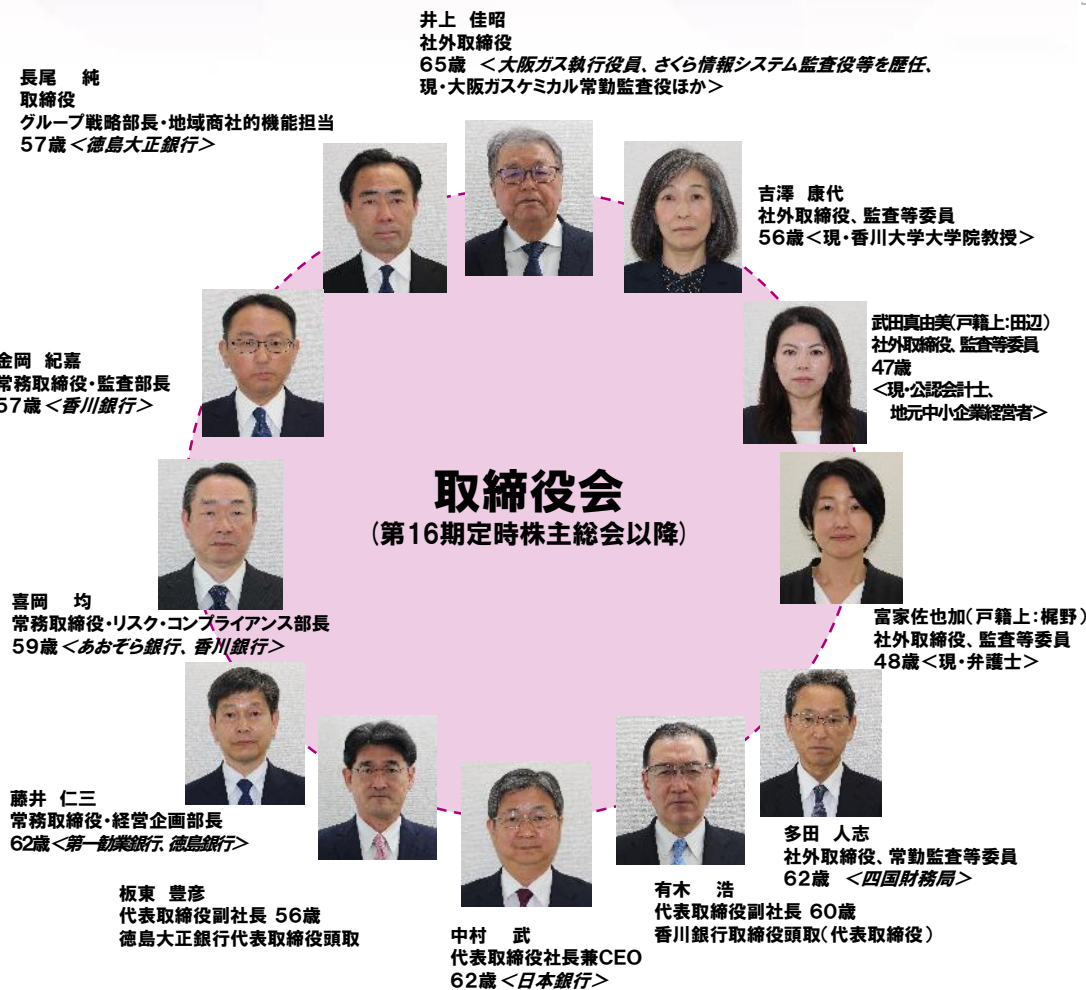 井上 佳昭
社外取締役
65歳 ＜大阪ガス執行役員、さくら情報システム監査役等を歴任、
現・大阪ガスケミカル常勤監査役ほか＞
長尾 純
取締役
グループ戦略部長・地域商社的機能担当
57歳＜徳島大正銀行＞
吉澤 康代
社外取締役、監査等委員
56歳＜現・香川大学大学院教授＞
武田真由美(戸籍上:田辺)
社外取締役、監査等委員
47歳
＜現・公認会計士、
地元中小企業経営者＞
金岡 紀嘉
常務取締役・監査部長
57歳＜香川銀行＞
取締役会
(第16期定時株主総会以降)
喜岡 均
常務取締役・リスク・コンプライアンス部長
59歳＜あおぞら銀行、香川銀行＞
富家佐也加(戸籍上:梶野)
社外取締役、監査等委員
48歳＜現・弁護士＞
藤井 仁三
常務取締役・経営企画部長
62歳＜第一勧業銀行、徳島銀行＞
多田 人志
社外取締役、常勤監査等委員
62歳 ＜四国財務局＞
板東 豊彦
代表取締役副社長 56歳
徳島大正銀行代表取締役頭取
有木 浩
代表取締役副社長 60歳
香川銀行取締役頭取(代表取締役)
中村 武
代表取締役社長兼CEO
62歳＜日本銀行＞